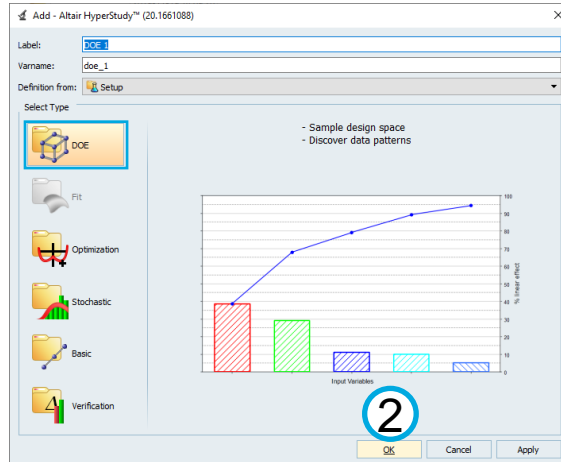 Add - Altair HyperStudy™ (20.1661088)
Label: DOE 1
Varname: doe_1
Definition from: Setup
Select Type
DOE
Fit
Optimization
Stochastic
Basic
Verification
- Sample design space
- Discover data patterns
100
90
80
70
60
50
40
30
20
10
0
% linear effect
Input Variables
2
OK Cancel Apply